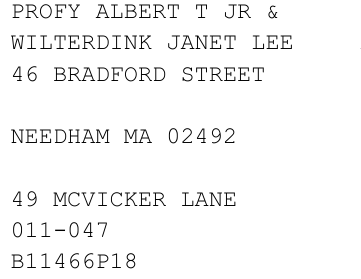 PROFY ALBERT T JR &
WILTERDINK JANET LEE
46 BRADFORD STREET
NEEDHAM MA 02492
49 MCVICKER LANE
011-047
B11466P18